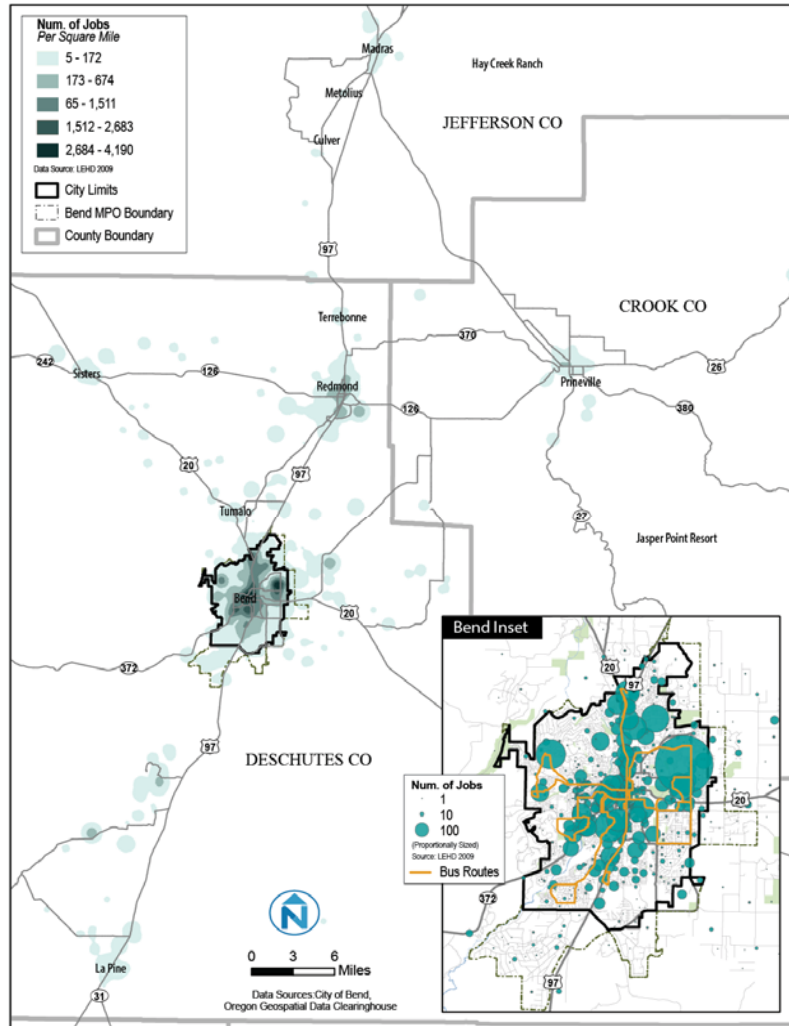 Num. of Jobs
Per Square Mile
5 - 172
173 - 674
65 - 1,511
1,512 - 2,683
2,684 - 4,190
Data Source: LEHD 2009
City Limits
Bend MPO Boundary
County Boundary
Madras
Hay Creek Ranch
Metolius
JEFFERSON CO
Culver
97
Terrebonne
CROOK CO
370
242
Sisters
126
Redmond
26
Prineville
126
380
20
97
Tumalo
27
Jasper Point Resort
Bend
20
372
97
DESCHUTES CO
La Pine
31
N
0 3 6
Miles
Data Sources:City of Bend,
Oregon Geospatial Data Clearinghouse
Bend Inset
20
97
Num. of Jobs
1
10
100
(Proportionally Sized)
Source: LEHD 2009
Bus Routes
20
372
97